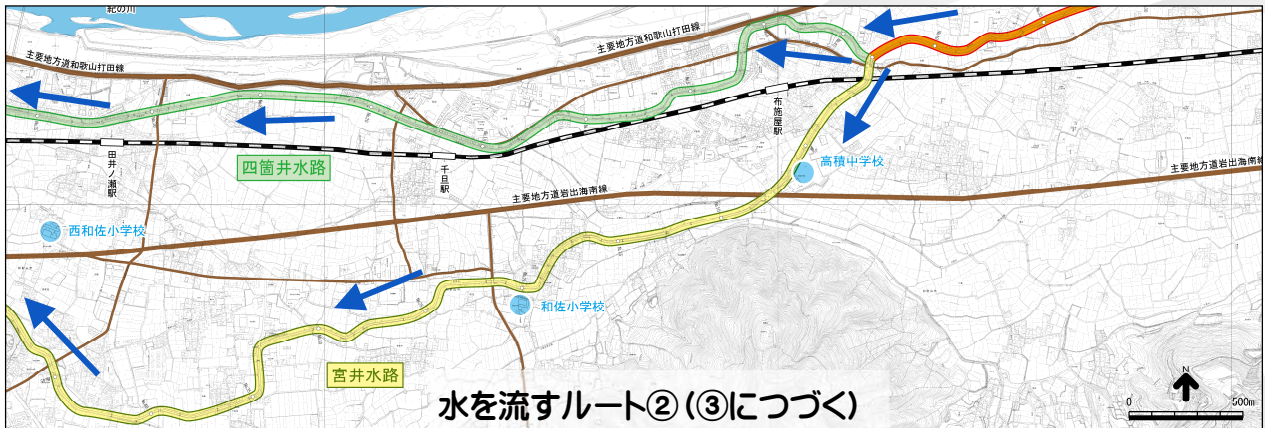 紀の川
主要地方道和歌山打田線
主要地方道和歌山打田線
布施屋駅
高積中学校
主要地方道岩出海南線
田井ノ瀬駅
四箇井水路
千旦駅
主要地方道岩出海南線
西和佐小学校
和佐小学校
宮井水路
水を流すルート②(③につづく)
N
0 500m